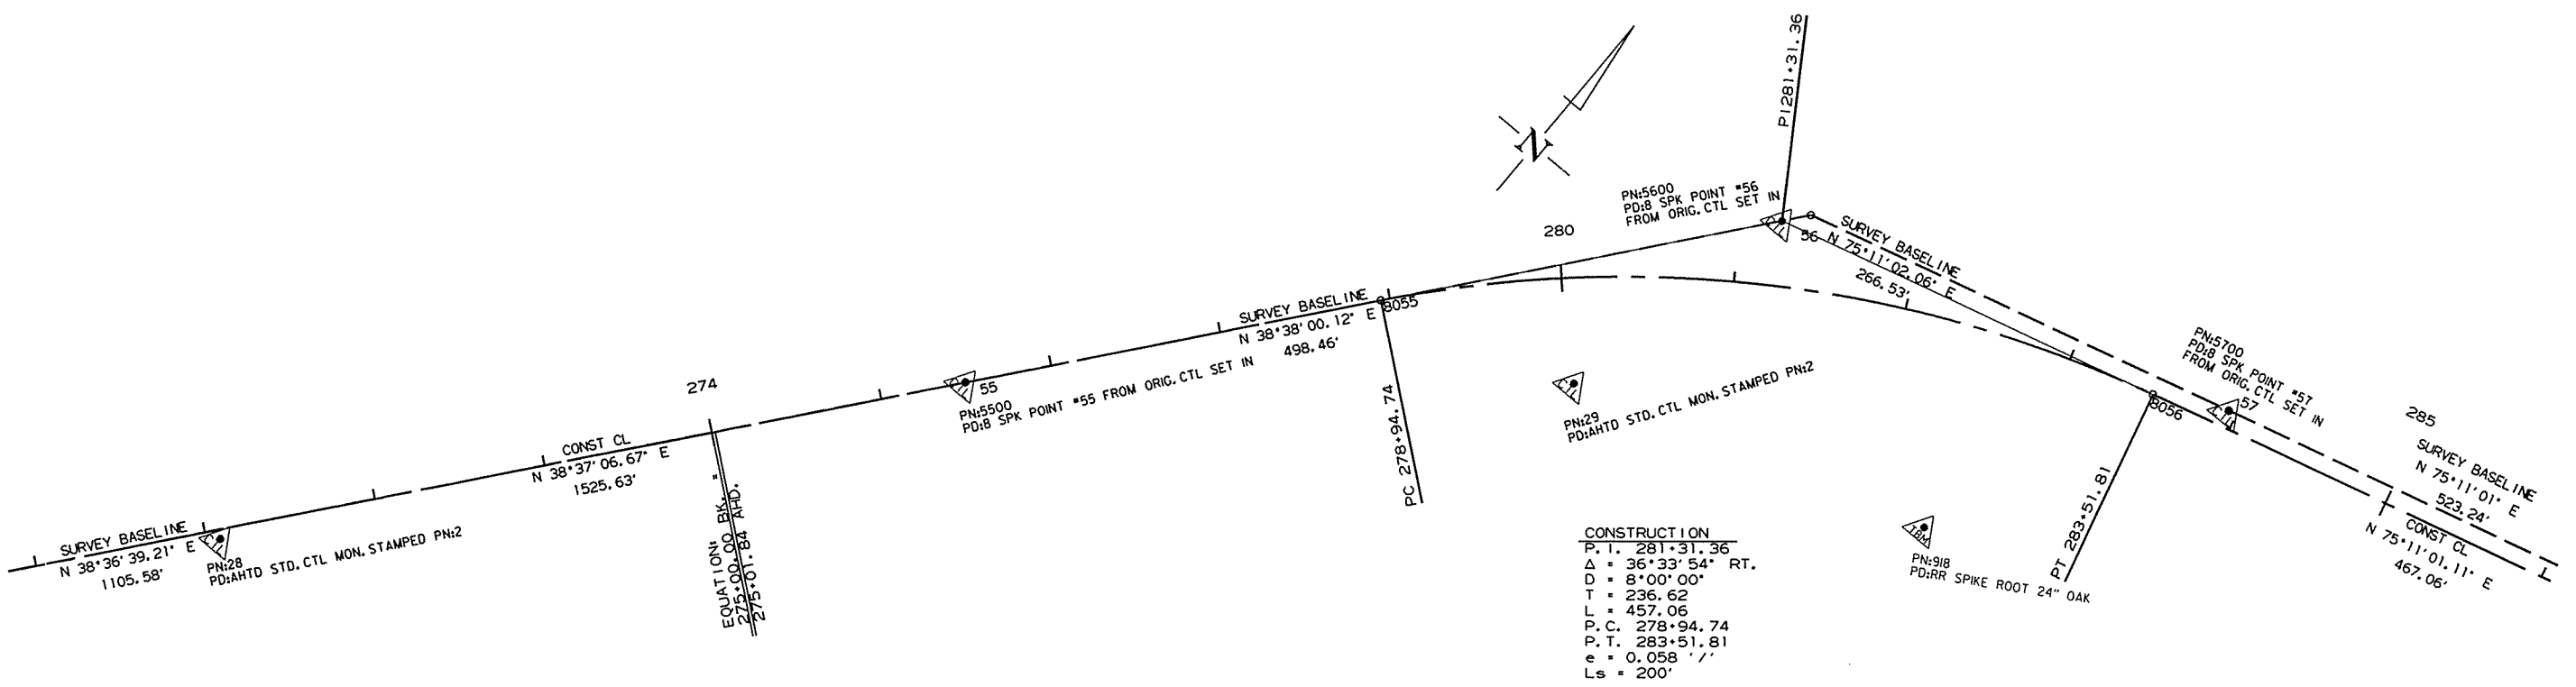 SURVEY BASELINE
N 38°36'39.21" E
1105.58'
PN:28
PD:AHTD STD. CTL MON. STAMPED PN:2
CONST CL
N 38°37'06.67" E
1525.63'
274
EQUATION:
275+00.00 BK. =
275+01.84 AHD.
55
PN:5500
PD:8 SPK POINT #55 FROM ORIG. CTL SET IN
SURVEY BASELINE
N 38°38'00.12" E
498.46'
8055
PC 278+94.74
N
280
PN:5600
PD:8 SPK POINT #56
FROM ORIG. CTL SET IN
PI 281+31.36
56
SURVEY BASELINE
N 75°11'02.06" E
266.53'
CTL
PN:29
PD:AHTD STD. CTL MON. STAMPED PN:2
PN:5700
PD:8 SPK POINT #57
FROM ORIG. CTL SET IN
57
8056
PT 283+51.81
TBM
PN:918
PD:RR SPIKE ROOT 24" OAK
285
SURVEY BASELINE
N 75°11'01" E
523.24'
CONST CL
N 75°11'01.11" E
467.06'
CONSTRUCTION
P. I. 281+31.36
Δ = 36°33'54" RT.
D = 8°00'00"
T = 236.62
L = 457.06
P.C. 278+94.74
P.T. 283+51.81
e = 0.058 '/'
Ls = 200'